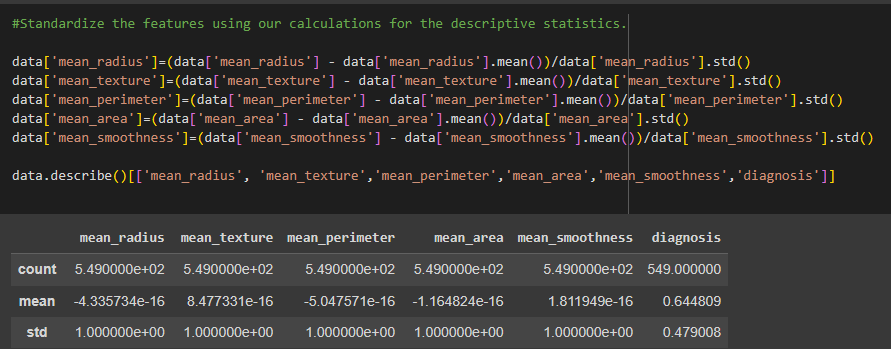 #Standardize the features using our calculations for the descriptive statistics.
data['mean_radius']=(data['mean_radius'] - data['mean_radius'].mean())/data['mean_radius'].std()
data['mean_texture']=(data['mean_texture'] - data['mean_texture'].mean())/data['mean_texture'].std()
data['mean_perimeter']=(data['mean_perimeter'] - data['mean_perimeter'].mean())/data['mean_perimeter'].std()
data['mean_area']=(data['mean_area'] - data['mean_area'].mean())/data['mean_area'].std()
data['mean_smoothness']=(data['mean_smoothness'] - data['mean_smoothness'].mean())/data['mean_smoothness'].std()
data.describe()[['mean_radius', 'mean_texture','mean_perimeter','mean_area','mean_smoothness','diagnosis']]
mean_radius mean_texture mean_perimeter mean_area mean_smoothness diagnosis
count 5.490000e+02 5.490000e+02 5.490000e+02 5.490000e+02 5.490000e+02 549.000000
mean -4.335734e-16 8.477331e-16 -5.047571e-16 -1.164824e-16 1.811949e-16 0.644809
std 1.000000e+00 1.000000e+00 1.000000e+00 1.000000e+00 1.000000e+00 0.479008